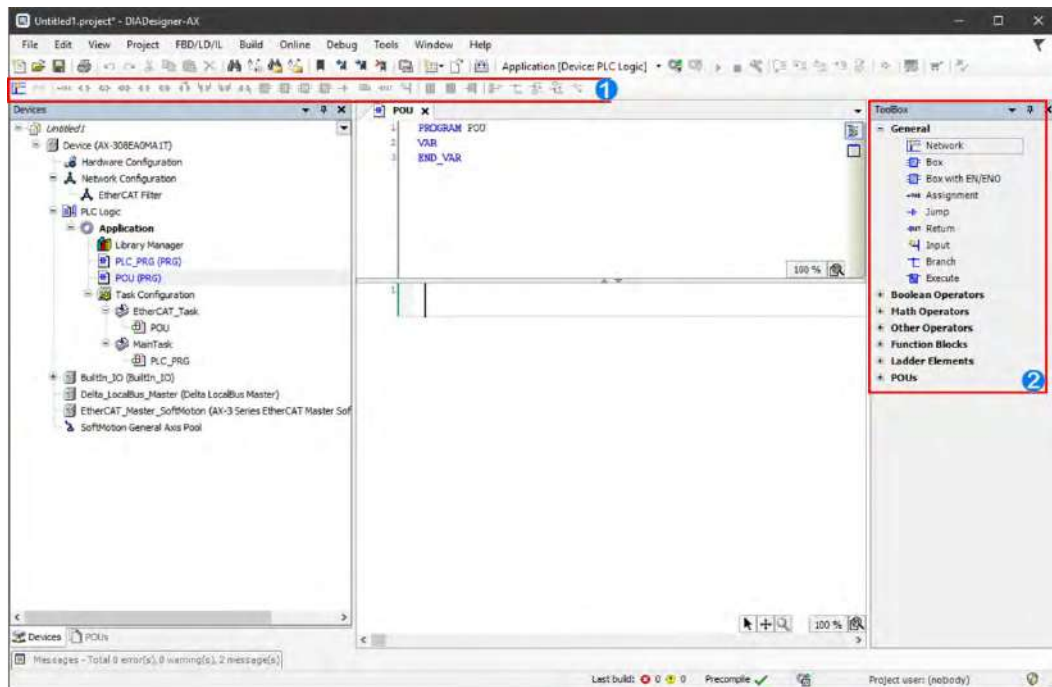 Untitled1.project* - DIADesigner-AX
File Edit View Project FBD/LD/IL Build Online Debug Tools Window Help
Application [Device: PLC Logic]
1
Devices
Untitled1
Device (AX-308EA0MA1T)
Hardware Configuration
Network Configuration
EtherCAT Filter
PLC Logic
Application
Library Manager
PLC_PRG (PRG)
POU (PRG)
Task Configuration
EtherCAT_Task
POU
MainTask
PLC_PRG
BuiltIn_IO (BuiltIn_IO)
Delta_LocalBus_Master (Delta LocalBus Master)
EtherCAT_Master_SoftMotion (AX-3 Series EtherCAT Master Sof
SoftMotion General Axis Pool
Devices POUs
POU
1 PROGRAM POU
2 VAR
3 END_VAR
100 %
1
100 %
ToolBox
General
Network
Box
Box with EN/ENO
Assignment
Jump
Return
Input
Branch
Execute
Boolean Operators
Math Operators
Other Operators
Function Blocks
Ladder Elements
POUs
2
Messages - Total 0 error(s), 0 warning(s), 2 message(s)
Last build: 0 0 Precompile Project user: (nobody)